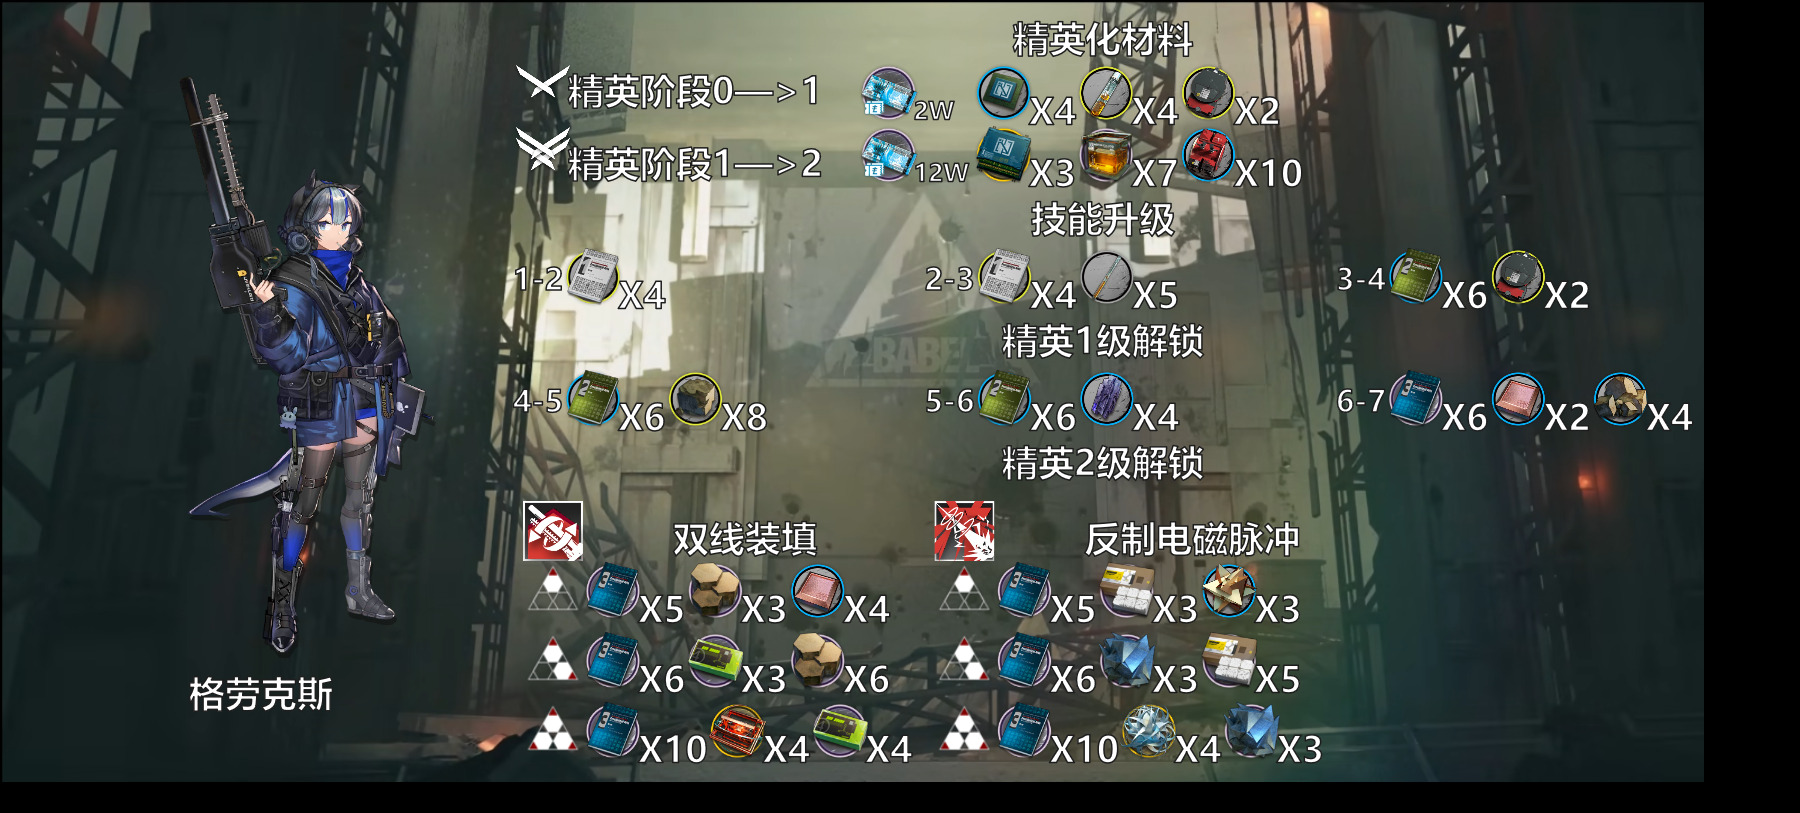 精英化材料
精英阶段0—>1 2W X4 X4 X2
精英阶段1—>2 12W X3 X7 X10
技能升级
1-2 X4 2-3 X4 X5 3-4 X6 X2
精英1级解锁
BABEL
4-5 X6 X8 5-6 X6 X4 6-7 X6 X2 X4
精英2级解锁
双线装填 反制电磁脉冲
X5 X3 X4 X5 X3 X3
X6 X3 X6 X6 X3 X5
格劳克斯
X10 X4 X4 X10 X4 X3